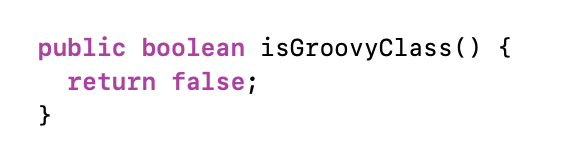 public boolean isGroovyClass() {
  return false;
}